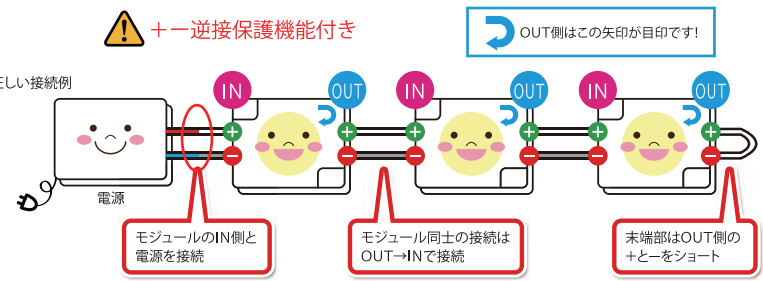 +ー逆接保護機能付き
OUT側はこの矢印が目印です!
正しい接続例
IN
OUT
IN
OUT
IN
OUT
+
+
+
+
+
+
−
−
−
−
−
−
電源
モジュールのIN側と
電源を接続
モジュール同士の接続は
OUT→INで接続
末端部はOUT側の
+とーをショート